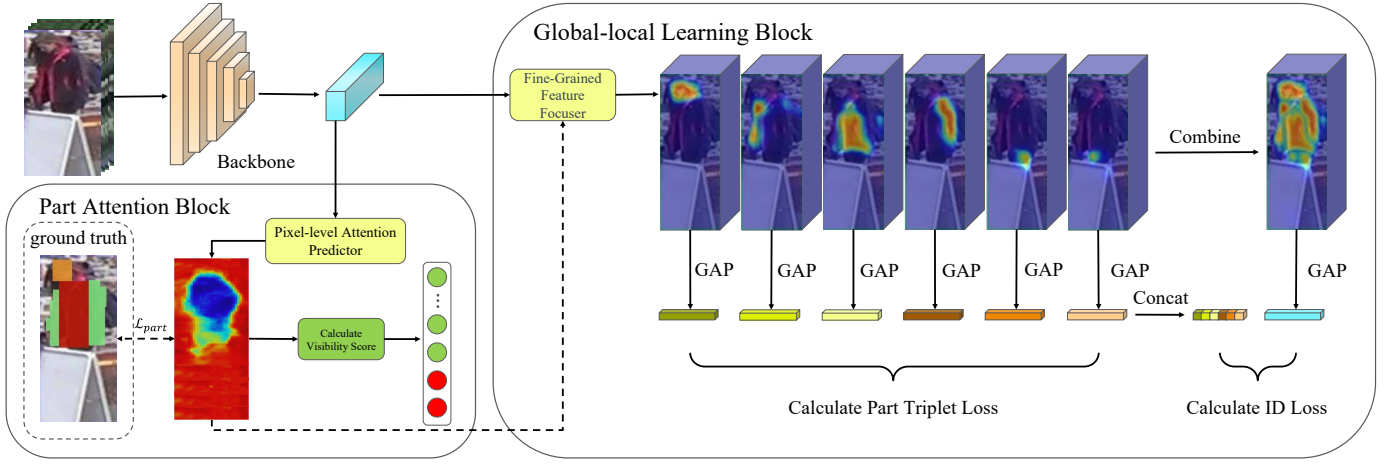 Global-local Learning Block
Fine-Grained
Feature
Focuser
Backbone
Combine
Part Attention Block
ground truth
Pixel-level Attention
Predictor
ℒ_part
Calculate
Visibility Score
GAP
GAP
GAP
GAP
GAP
GAP
GAP
Concat
Calculate Part Triplet Loss
Calculate ID Loss